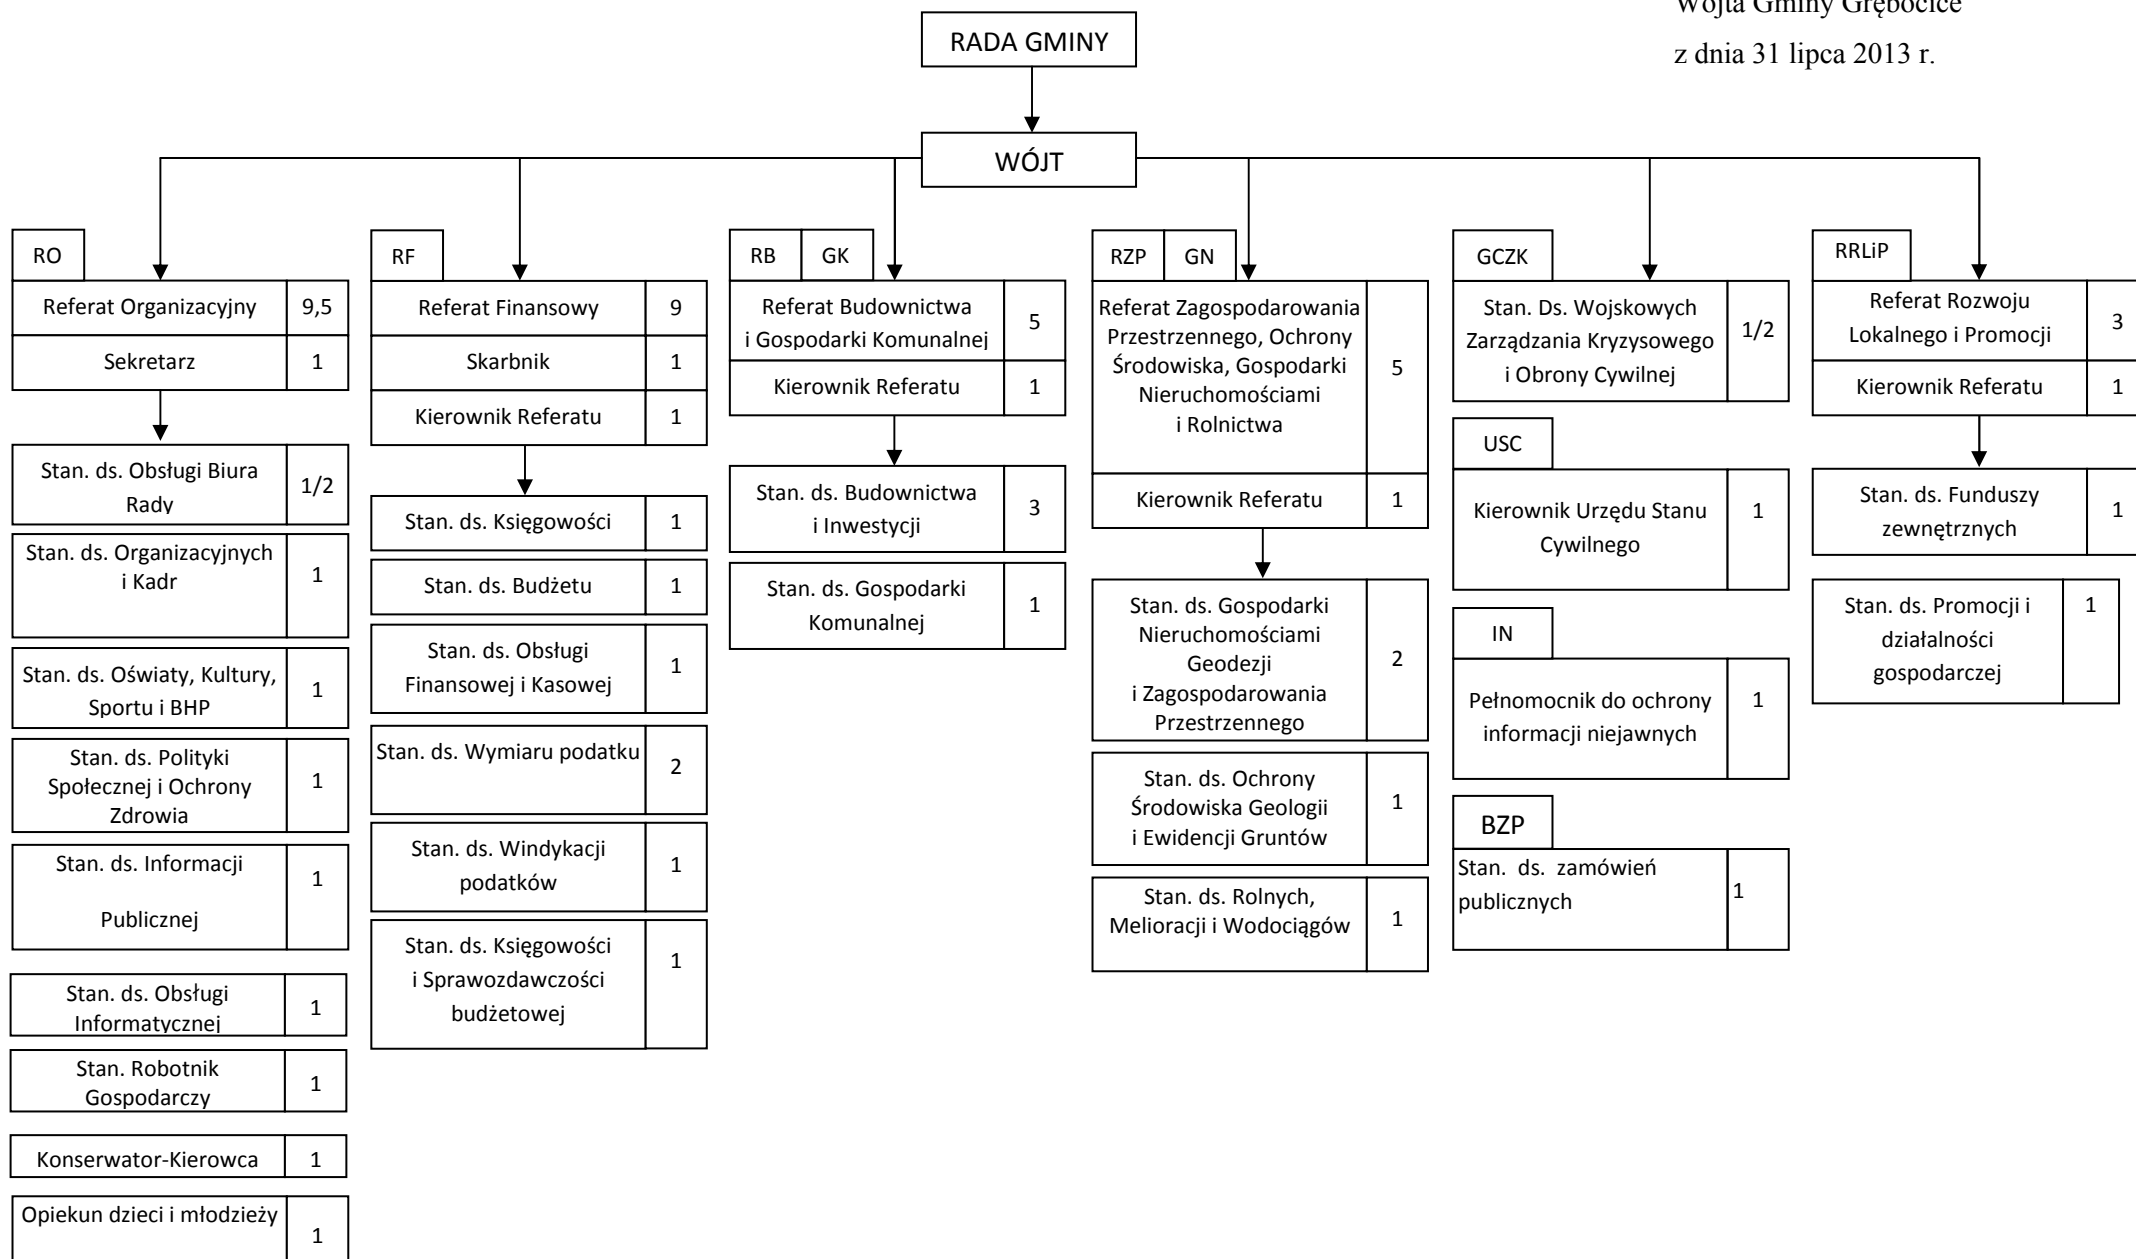 Wójta Gminy Grębocice
z dnia 31 lipca 2013 r.
RADA GMINY
WÓJT
RO
Referat Organizacyjny 9,5
Sekretarz 1
Stan. ds. Obsługi Biura
Rady
1/2
Stan. ds. Organizacyjnych
i Kadr
1
Stan. ds. Oświaty, Kultury,
Sportu i BHP
1
Stan. ds. Polityki
Społecznej i Ochrony
Zdrowia
1
Stan. ds. Informacji
Publicznej
1
Stan. ds. Obsługi
Informatycznej
1
Stan. Robotnik
Gospodarczy
1
Konserwator-Kierowca 1
Opiekun dzieci i młodzieży
1
RF
Referat Finansowy 9
Skarbnik 1
Kierownik Referatu 1
Stan. ds. Księgowości 1
Stan. ds. Budżetu 1
Stan. ds. Obsługi
Finansowej i Kasowej
1
Stan. ds. Wymiaru podatku
2
Stan. ds. Windykacji
podatków
1
Stan. ds. Księgowości
i Sprawozdawczości
budżetowej
1
RB GK
Referat Budownictwa
i Gospodarki Komunalnej
5
Kierownik Referatu 1
Stan. ds. Budownictwa
i Inwestycji
3
Stan. ds. Gospodarki
Komunalnej
1
RZP GN
Referat Zagospodarowania
Przestrzennego, Ochrony
Środowiska, Gospodarki
Nieruchomościami
i Rolnictwa
5
Kierownik Referatu 1
Stan. ds. Gospodarki
Nieruchomościami
Geodezji
i Zagospodarowania
Przestrzennego
2
Stan. ds. Ochrony
Środowiska Geologii
i Ewidencji Gruntów
1
Stan. ds. Rolnych,
Melioracji i Wodociągów
1
GCZK
Stan. Ds. Wojskowych
Zarządzania Kryzysowego
i Obrony Cywilnej
1/2
USC
Kierownik Urzędu Stanu
Cywilnego
1
IN
Pełnomocnik do ochrony
informacji niejawnych
1
BZP
Stan. ds. zamówień
publicznych
1
RRLiP
Referat Rozwoju
Lokalnego i Promocji
3
Kierownik Referatu 1
Stan. ds. Funduszy
zewnętrznych
1
Stan. ds. Promocji i
działalności
gospodarczej
1